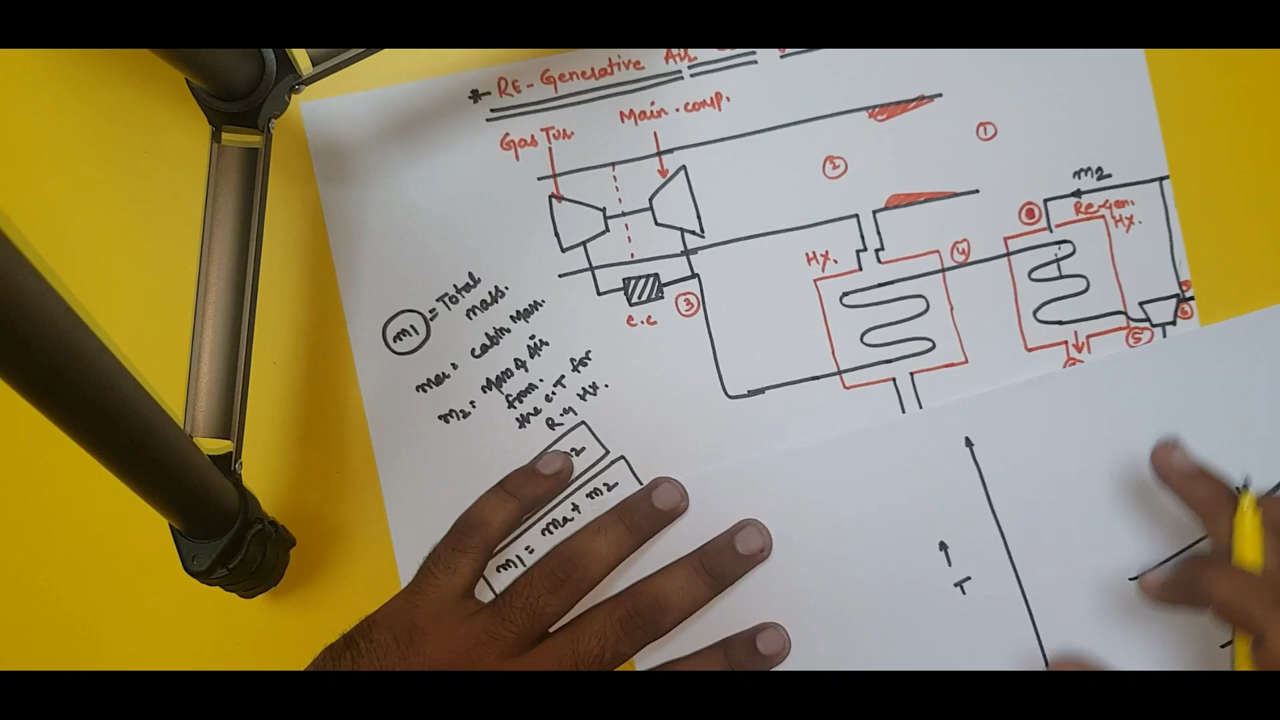 *- RE-Generative Air
Gas Tur
Main.comp.
1
2
m2
Re-gen.
HX.
8
4
HX.
3
C.C
5
6
m1 = Total
mass.
ma = cabin mass.
m2 = Mass of Air
from
the C.T for
R.g HX.
m1 = ma + m2
T